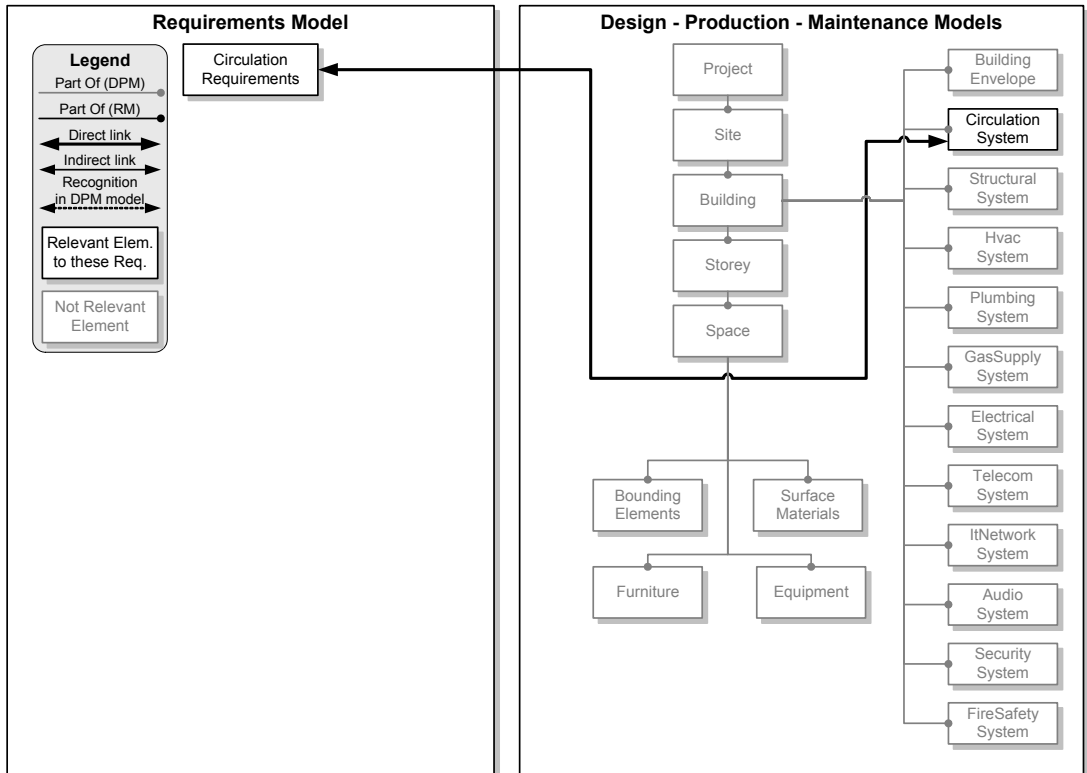 Requirements Model
Legend
Part Of (DPM)
Part Of (RM)
Direct link
Indirect link
Recognition
in DPM model
Relevant Elem.
to these Req.
Not Relevant
Element
Circulation
Requirements
Design - Production - Maintenance Models
Project
Site
Building
Storey
Space
Bounding
Elements
Surface
Materials
Furniture
Equipment
Building
Envelope
Circulation
System
Structural
System
Hvac
System
Plumbing
System
GasSupply
System
Electrical
System
Telecom
System
ItNetwork
System
Audio
System
Security
System
FireSafety
System